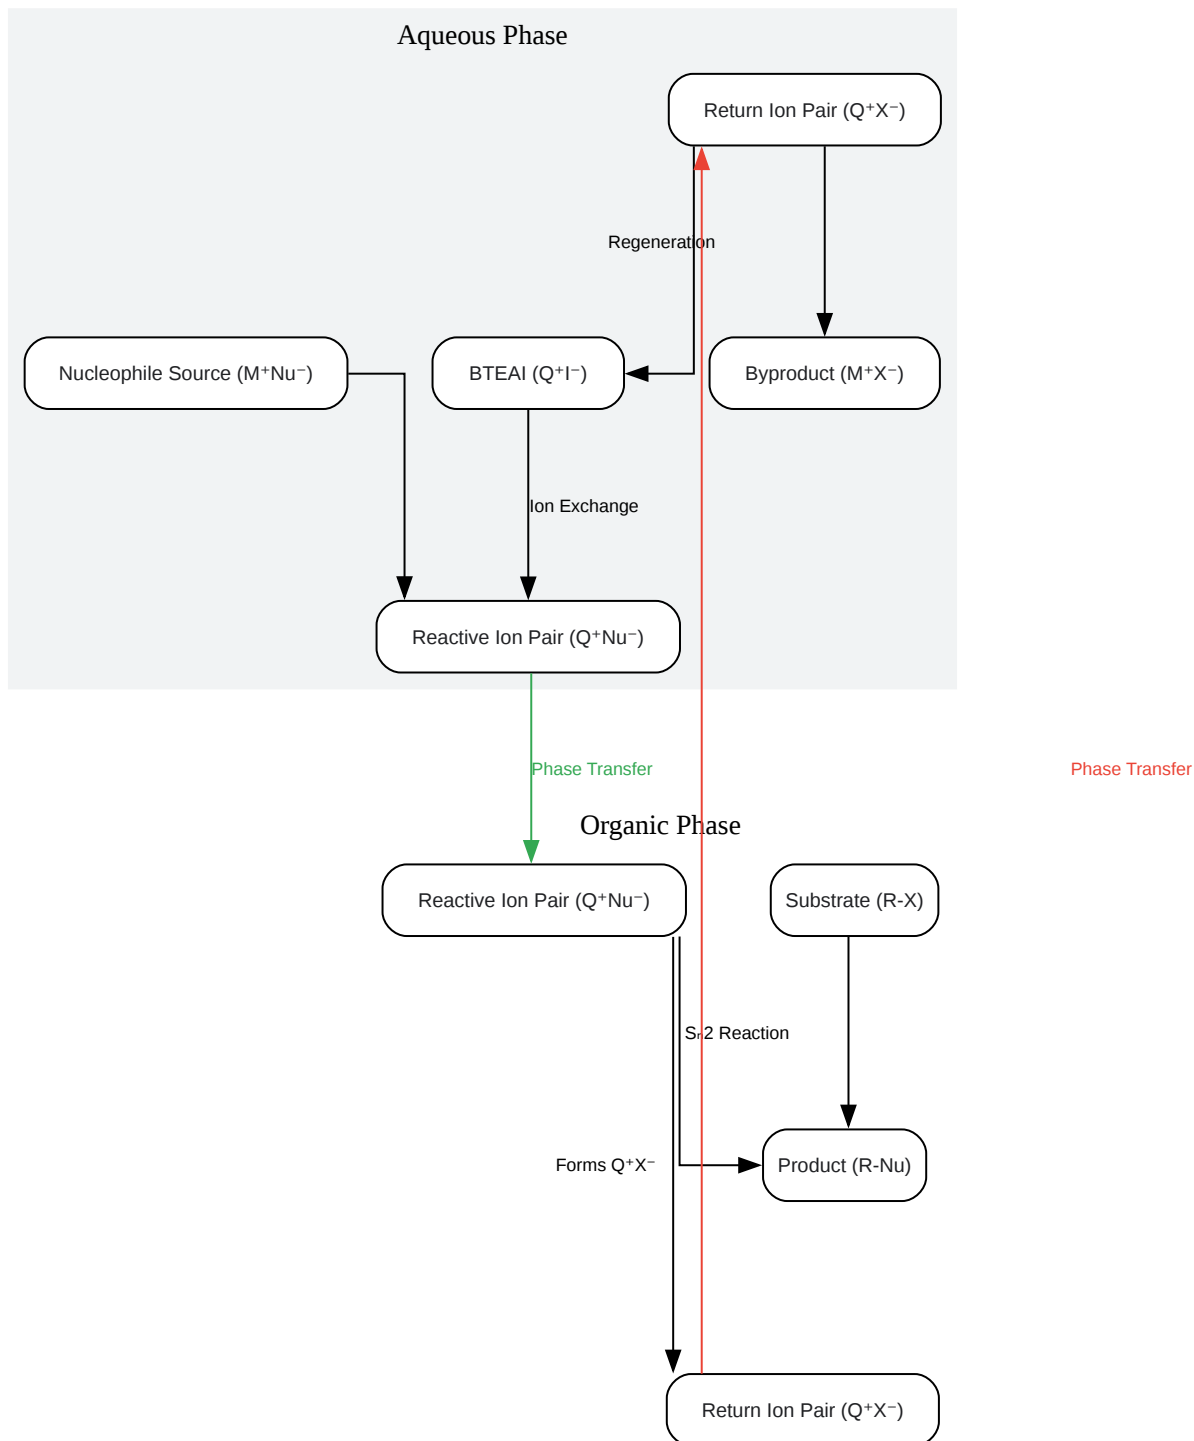 Aqueous Phase
Return Ion Pair (Q⁺X⁻)
Regeneration
Nucleophile Source (M⁺Nu⁻)
BTEAI (Q⁺I⁻)
Byproduct (M⁺X⁻)
Ion Exchange
Reactive Ion Pair (Q⁺Nu⁻)
Phase Transfer
Phase Transfer
Organic Phase
Reactive Ion Pair (Q⁺Nu⁻)
Substrate (R-X)
Sₙ2 Reaction
Forms Q⁺X⁻
Product (R-Nu)
Return Ion Pair (Q⁺X⁻)